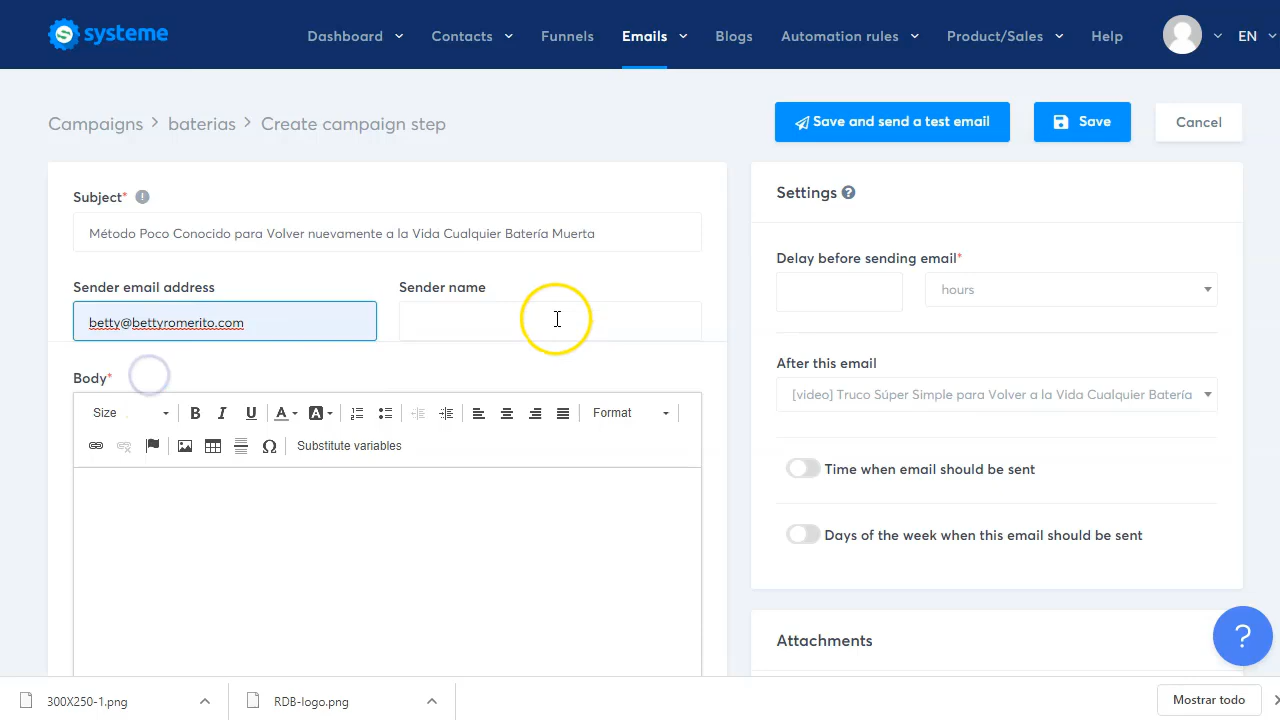 systeme
Dashboard Contacts Funnels Emails Blogs Automation rules Product/Sales Help EN
Campaigns > baterias > Create campaign step
Save and send a test email Save Cancel
Subject*
Método Poco Conocido para Volver nuevamente a la Vida Cualquier Batería Muerta
Sender email address Sender name
betty@bettyromerito.com
Body*
Size B I U A A Format
Substitute variables
Settings
Delay before sending email*
hours
After this email
[video] Truco Súper Simple para Volver a la Vida Cualquier Batería
Time when email should be sent
Days of the week when this email should be sent
Attachments
300X250-1.png RDB-logo.png Mostrar todo